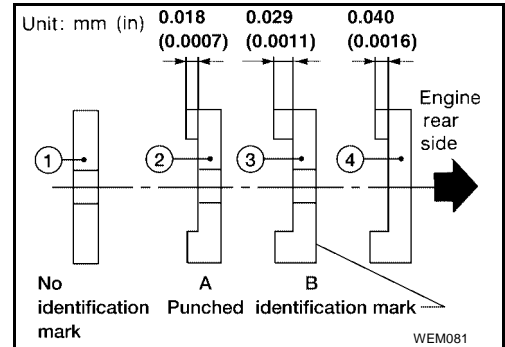 Unit: mm (in)
0.018 0.029 0.040
(0.0007) (0.0011) (0.0016)
Engine
rear
side
1 2 3 4
No
identification
mark
A B
Punched identification mark
WEM081